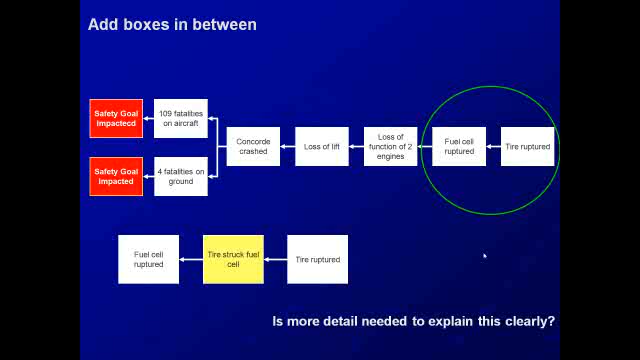 Add boxes in between
Safety Goal
Impactecd
109 fatalities
on aircraft
Concorde
crashed
Loss of lift
Loss of
function of 2
engines
Fuel cell
ruptured
Tire ruptured
Safety Goal
Impacted
4 fatalities on
ground
Fuel cell
ruptured
Tire struck fuel
cell
Tire ruptured
Is more detail needed to explain this clearly?